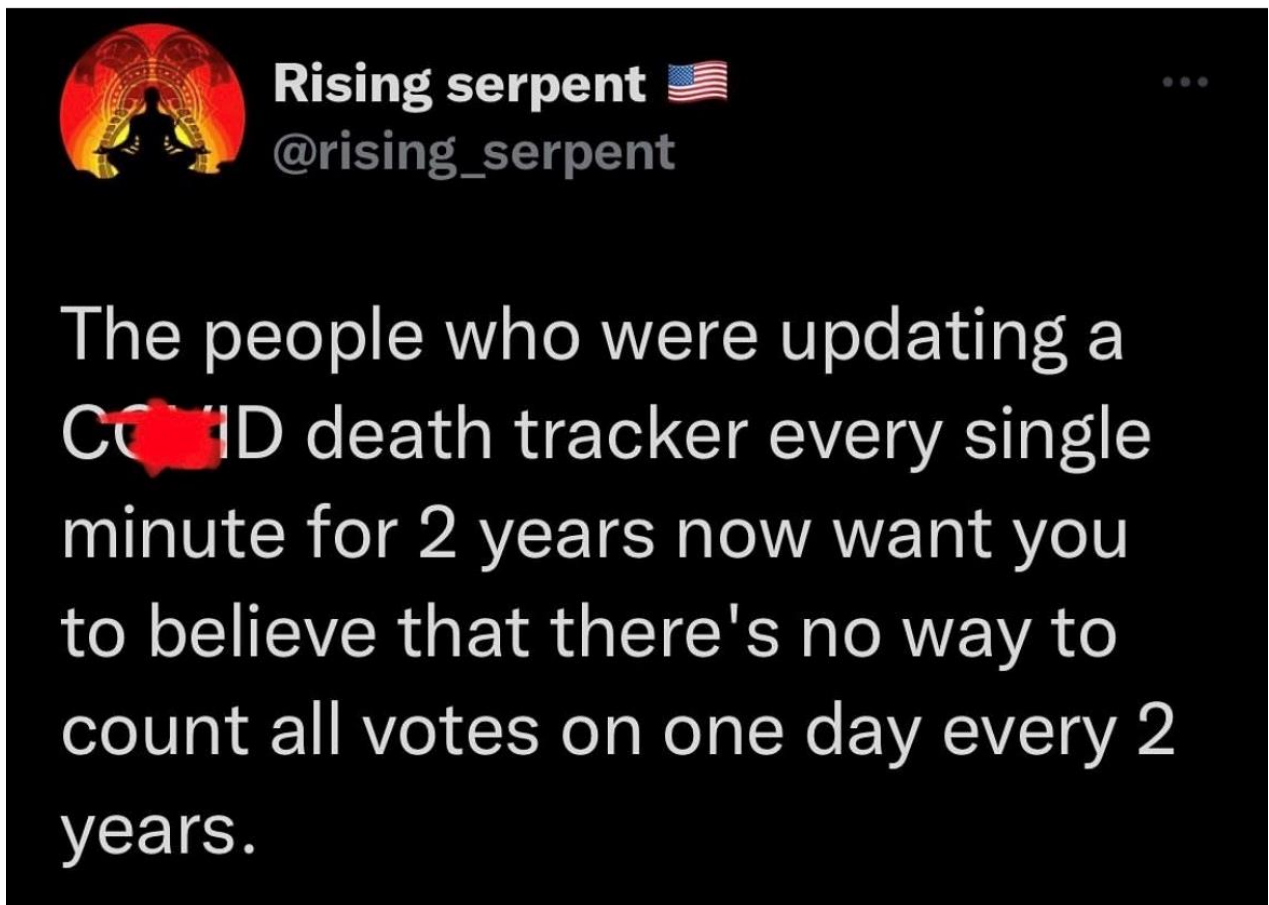 Rising serpent 🇺🇸
@rising_serpent
The people who were updating a
COVID death tracker every single
minute for 2 years now want you
to believe that there's no way to
count all votes on one day every 2
years.